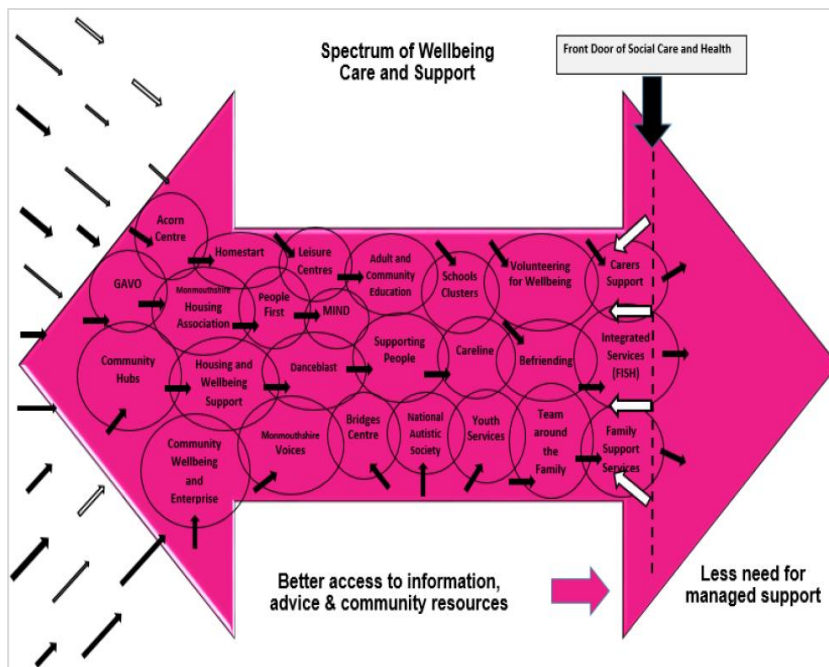 Spectrum of Wellbeing
Care and Support
Front Door of Social Care and Health
Acorn
Centre
Homestart
Leisure
Centres
Adult and
Community
Education
Schools
Clusters
Volunteering
for Wellbeing
Carers
Support
GAVO
Monmouthshire
Housing
Association
People
First
MIND
Community
Hubs
Housing and
Wellbeing
Support
Danceblast
Supporting
People
Careline
Befriending
Integrated
Services
(FISH)
Community
Wellbeing
and
Enterprise
Monmouthshire
Voices
Bridges
Centre
National
Autistic
Society
Youth
Services
Team
around
the
Family
Family
Support
Services
Better access to information,
advice & community resources
Less need for
managed support